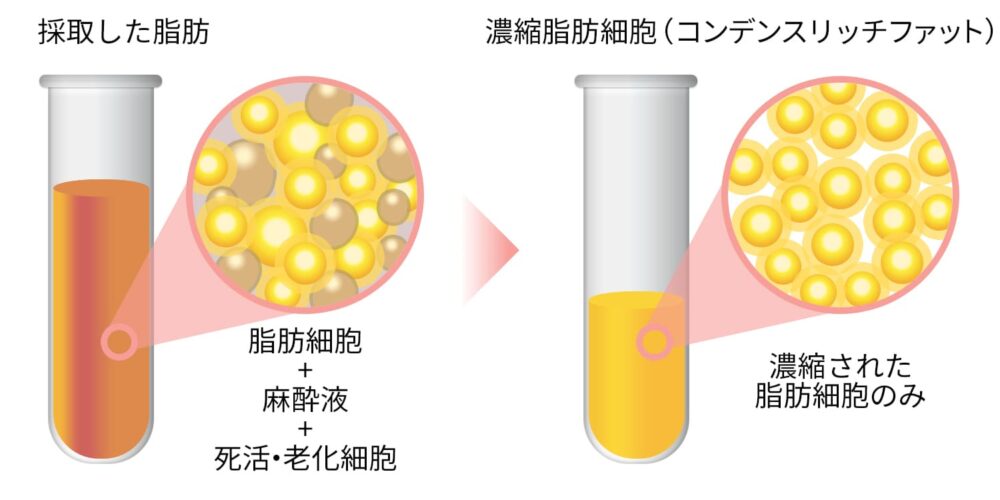 採取した脂肪
濃縮脂肪細胞（コンデンスリッチファット）
脂肪細胞
+
麻酔液
+
死活・老化細胞
濃縮された
脂肪細胞のみ